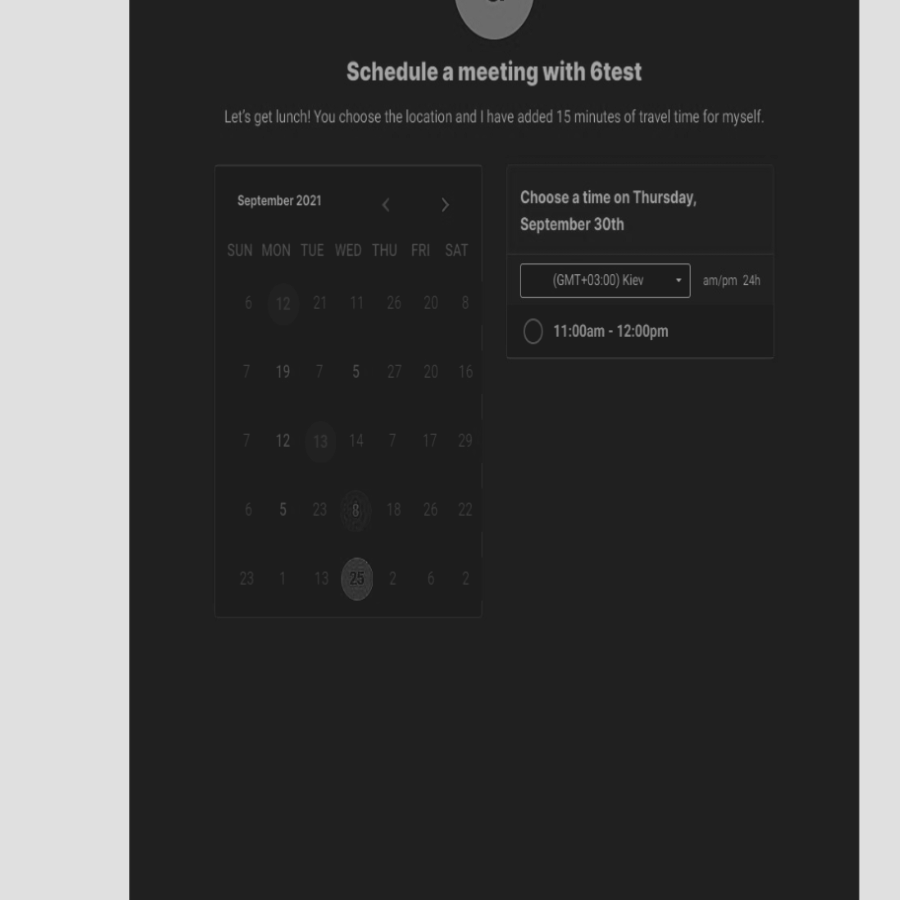 Schedule a meeting with 6test
Let's get lunch! You choose the location and I have added 15 minutes of travel time for myself.
September 2021
SUN MON TUE WED THU FRI SAT
6 12 21 11 26 20 8
7 19 7 5 27 20 16
7 12 13 14 7 17 29
6 5 23 8 18 26 22
23 1 13 25 2 6 2
Choose a time on Thursday,
September 30th
(GMT+03:00) Kiev am/pm 24h
11:00am - 12:00pm